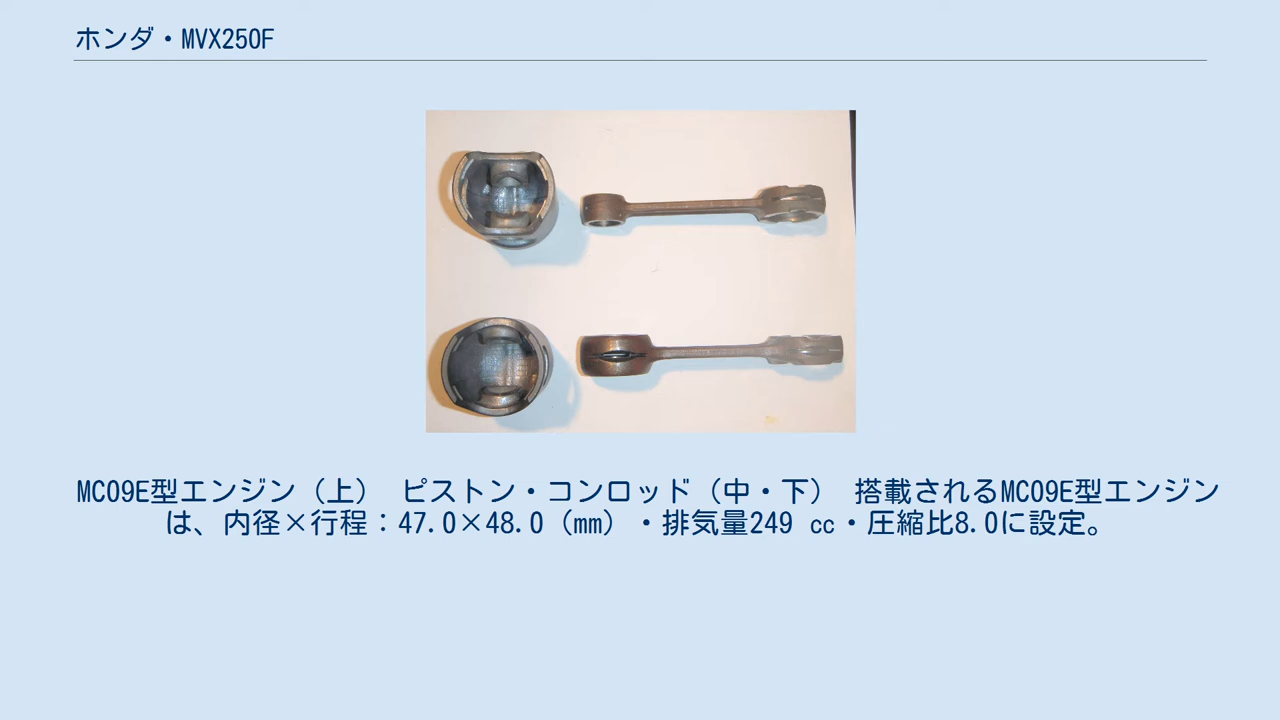 ホンダ・MVX250F
MC09E型エンジン（上） ピストン・コンロッド（中・下） 搭載されるMC09E型エンジン
は、内径×行程：47.0×48.0（mm）・排気量249 cc・圧縮比8.0に設定。